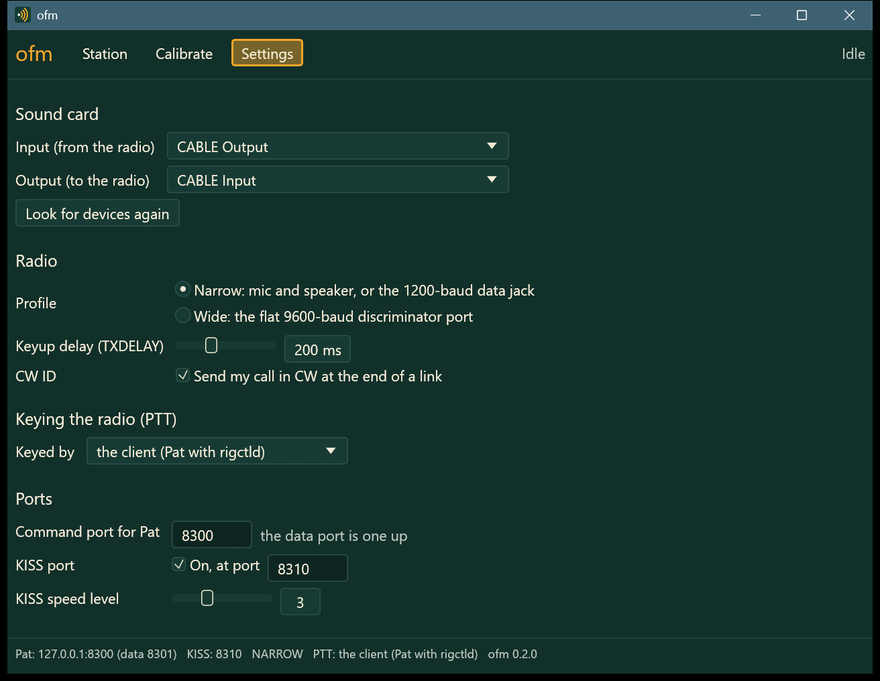 ofm
ofm Station Calibrate Settings Idle
Sound card
Input (from the radio) CABLE Output
Output (to the radio) CABLE Input
Look for devices again
Radio
Profile
Narrow: mic and speaker, or the 1200-baud data jack
Wide: the flat 9600-baud discriminator port
Keyup delay (TXDELAY) 200 ms
CW ID Send my call in CW at the end of a link
Keying the radio (PTT)
Keyed by the client (Pat with rigctld)
Ports
Command port for Pat 8300 the data port is one up
KISS port On, at port 8310
KISS speed level 3
Pat: 127.0.0.1:8300 (data 8301) KISS: 8310 NARROW PTT: the client (Pat with rigctld) ofm 0.2.0